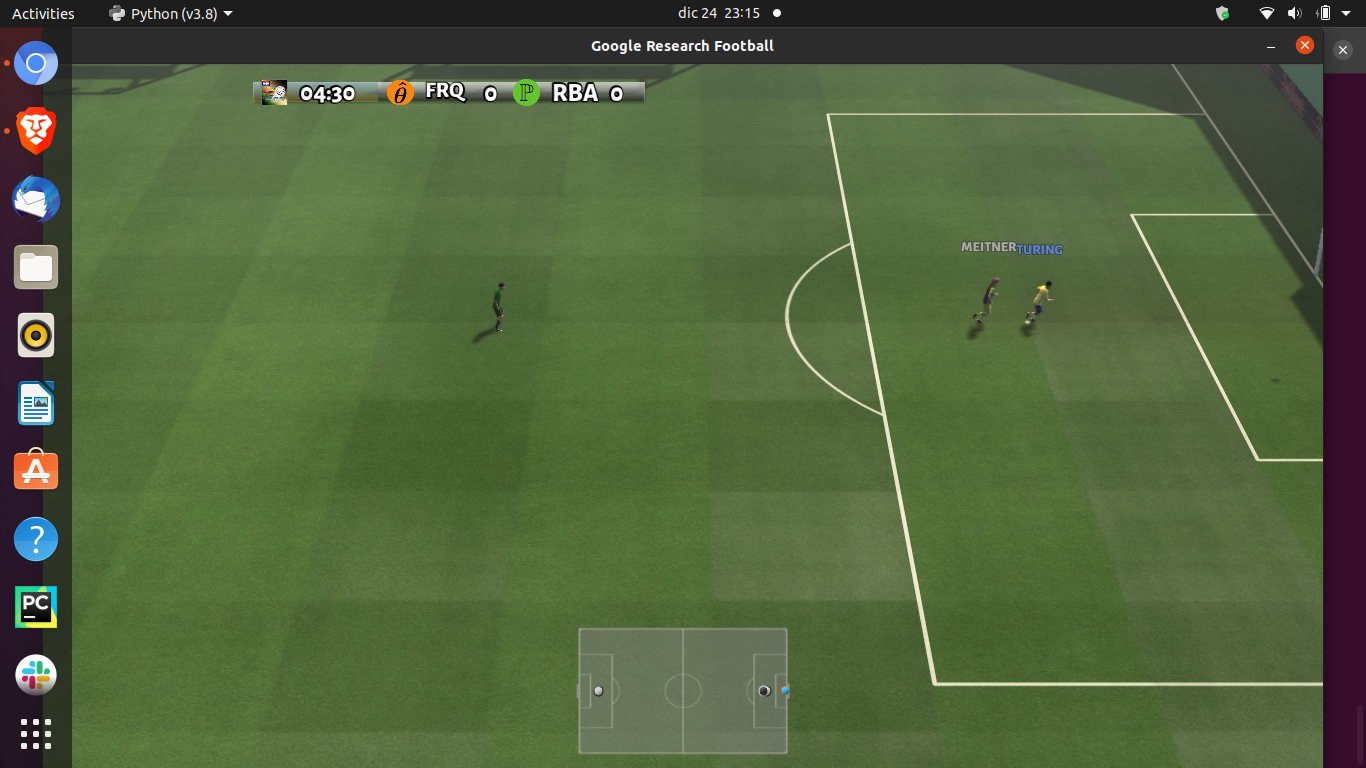 Activities Python (v3.8) dic 24 23:15
Google Research Football
04:30 θ̂ FRQ 0 ℙ RBA 0
MEITNER TURING
?
PC